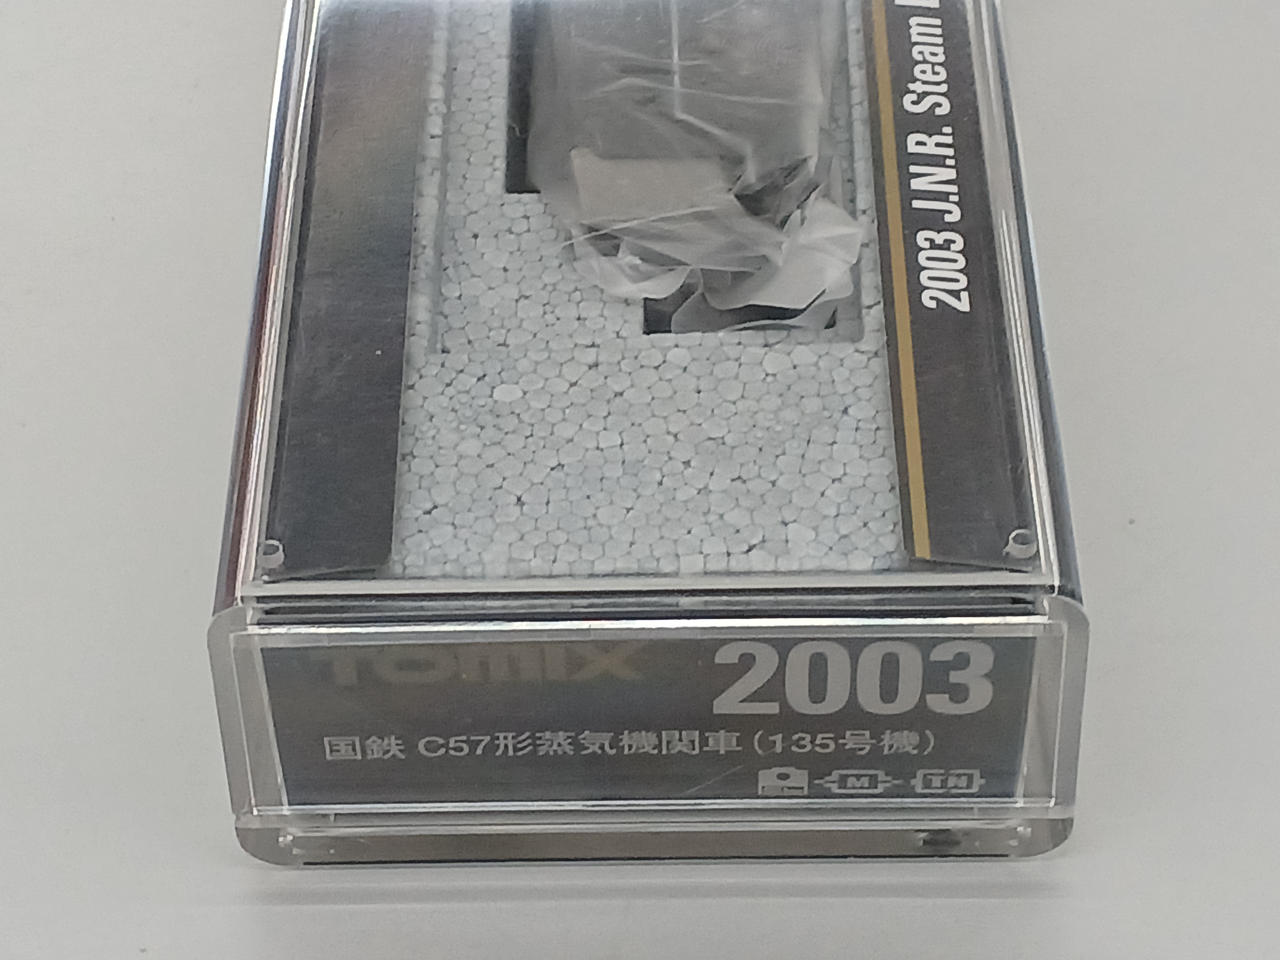 2003 J.N.R. Steam
TOMIX
2003
国鉄 C57形蒸気機関車(135号機)
M
TN